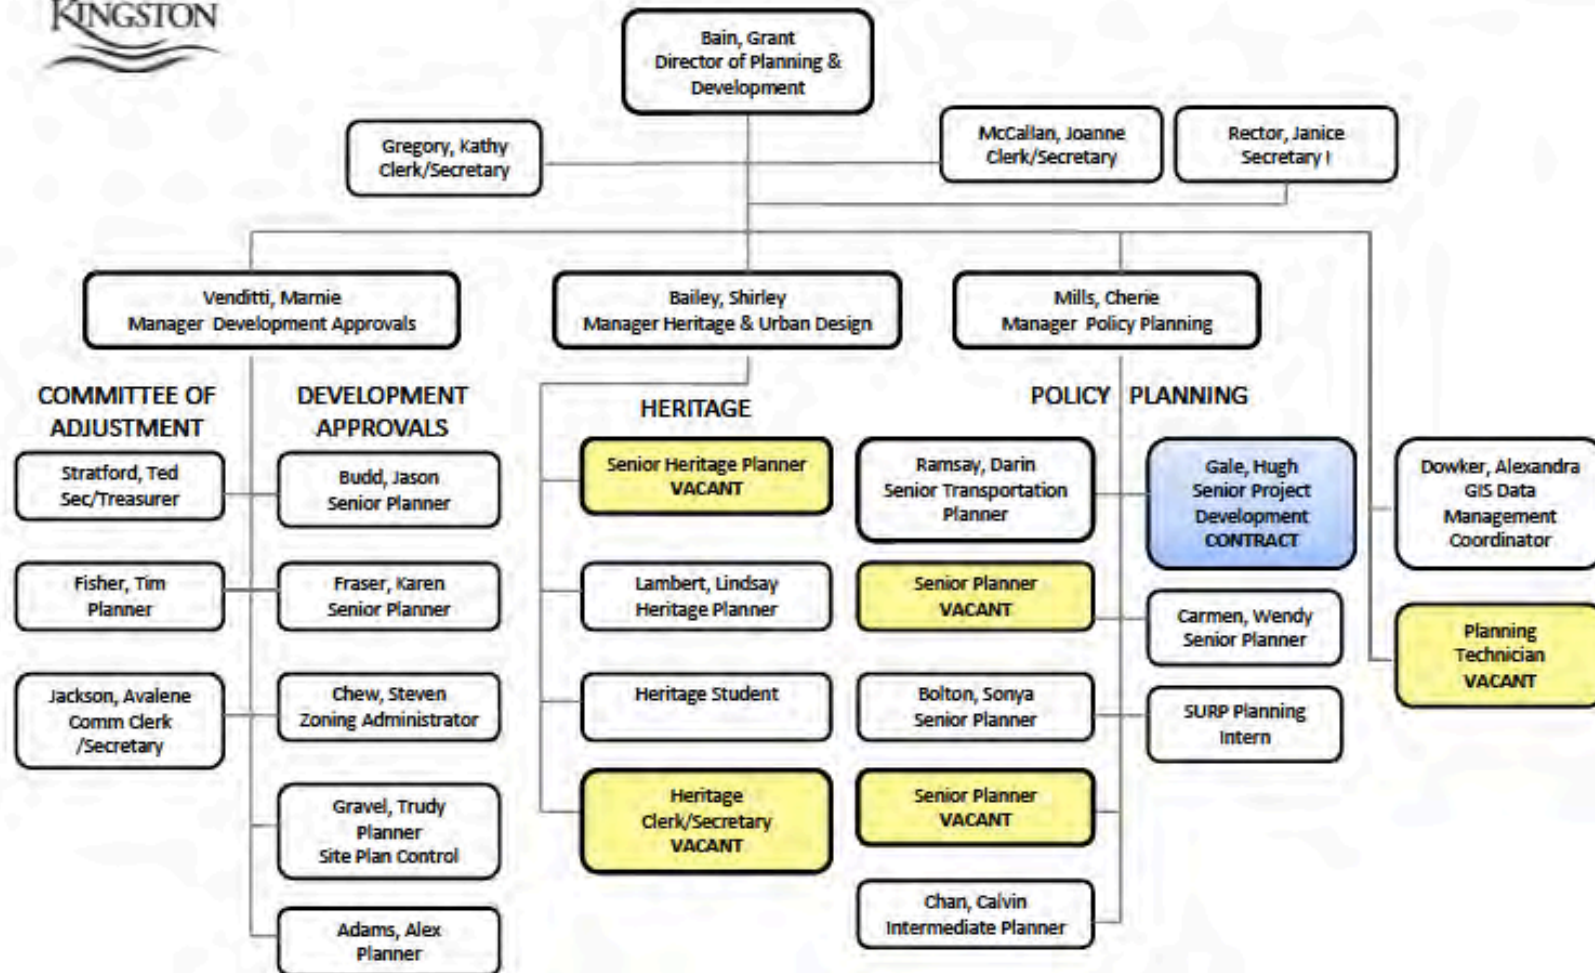 KINGSTON
Bain, Grant
Director of Planning &
Development
Gregory, Kathy
Clerk/Secretary
McCallan, Joanne
Clerk/Secretary
Rector, Janice
Secretary I
Venditti, Marnie
Manager Development Approvals
Bailey, Shirley
Manager Heritage & Urban Design
Mills, Cherie
Manager Policy Planning
COMMITTEE OF
ADJUSTMENT
Stratford, Ted
Sec/Treasurer
Fisher, Tim
Planner
Jackson, Avalene
Comm Clerk
/Secretary
DEVELOPMENT
APPROVALS
Budd, Jason
Senior Planner
Fraser, Karen
Senior Planner
Chew, Steven
Zoning Administrator
Gravel, Trudy
Planner
Site Plan Control
Adams, Alex
Planner
HERITAGE
Senior Heritage Planner
VACANT
Lambert, Lindsay
Heritage Planner
Heritage Student
Heritage
Clerk/Secretary
VACANT
POLICY PLANNING
Ramsay, Darin
Senior Transportation
Planner
Senior Planner
VACANT
Bolton, Sonya
Senior Planner
Senior Planner
VACANT
Chan, Calvin
Intermediate Planner
Gale, Hugh
Senior Project
Development
CONTRACT
Carmen, Wendy
Senior Planner
SURP Planning
Intern
Dowker, Alexandra
GIS Data
Management
Coordinator
Planning
Technician
VACANT